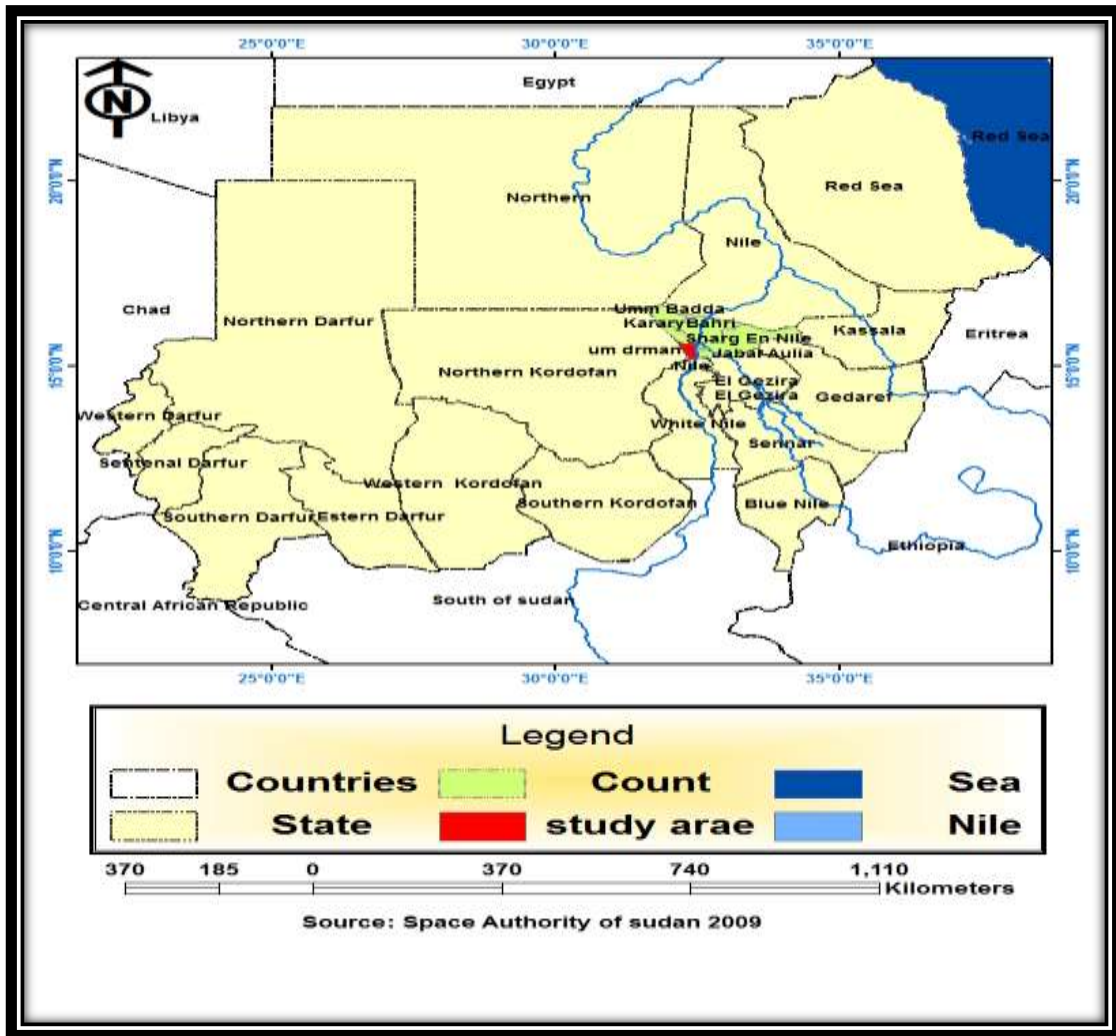 25°0'0"E 30°0'0"E 35°0'0"E
N
Egypt
Libya
Red Sea
20°0'0"N 20°0'0"N
Red Sea
Northern
Nile
Umm Badda
Chad
Northern Darfur
Karary Bahri
Kassala
Eritrea
Sharg En Nile
um drman
Jabal Aulia
15°0'0"N 15°0'0"N
Nile
Northern Kordofan
El Gezira
El Gezira
Gedaref
Western Darfur
White Nile
Sennar
Sentenal Darfur
Western Kordofan
Southern Kordofan
Blue Nile
Southern Darfur
Estern Darfur
Ethiopia
10°0'0"N 10°0'0"N
Central African Republic
South of sudan
25°0'0"E 30°0'0"E 35°0'0"E
Legend
Countries Count Sea
State study arae Nile
370 185 0 370 740 1,110
Kilometers
Source: Space Authority of sudan 2009